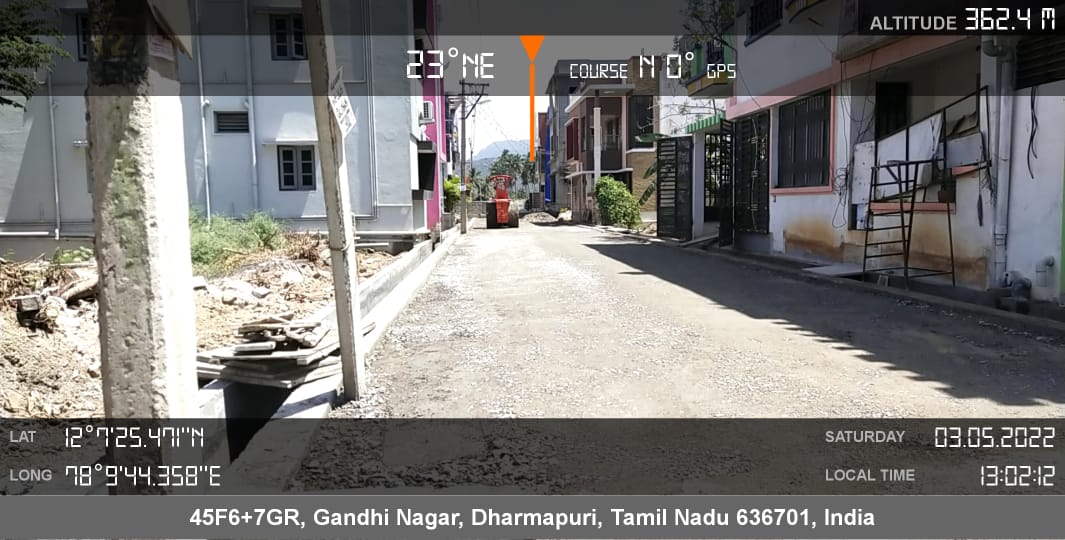 ALTITUDE 362.4 M
23°NE
COURSE N 0° GPS
LAT 12°7'25.471"N
SATURDAY 03.05.2022
LONG 78°9'44.358"E
LOCAL TIME 13:02:12
45F6+7GR, Gandhi Nagar, Dharmapuri, Tamil Nadu 636701, India